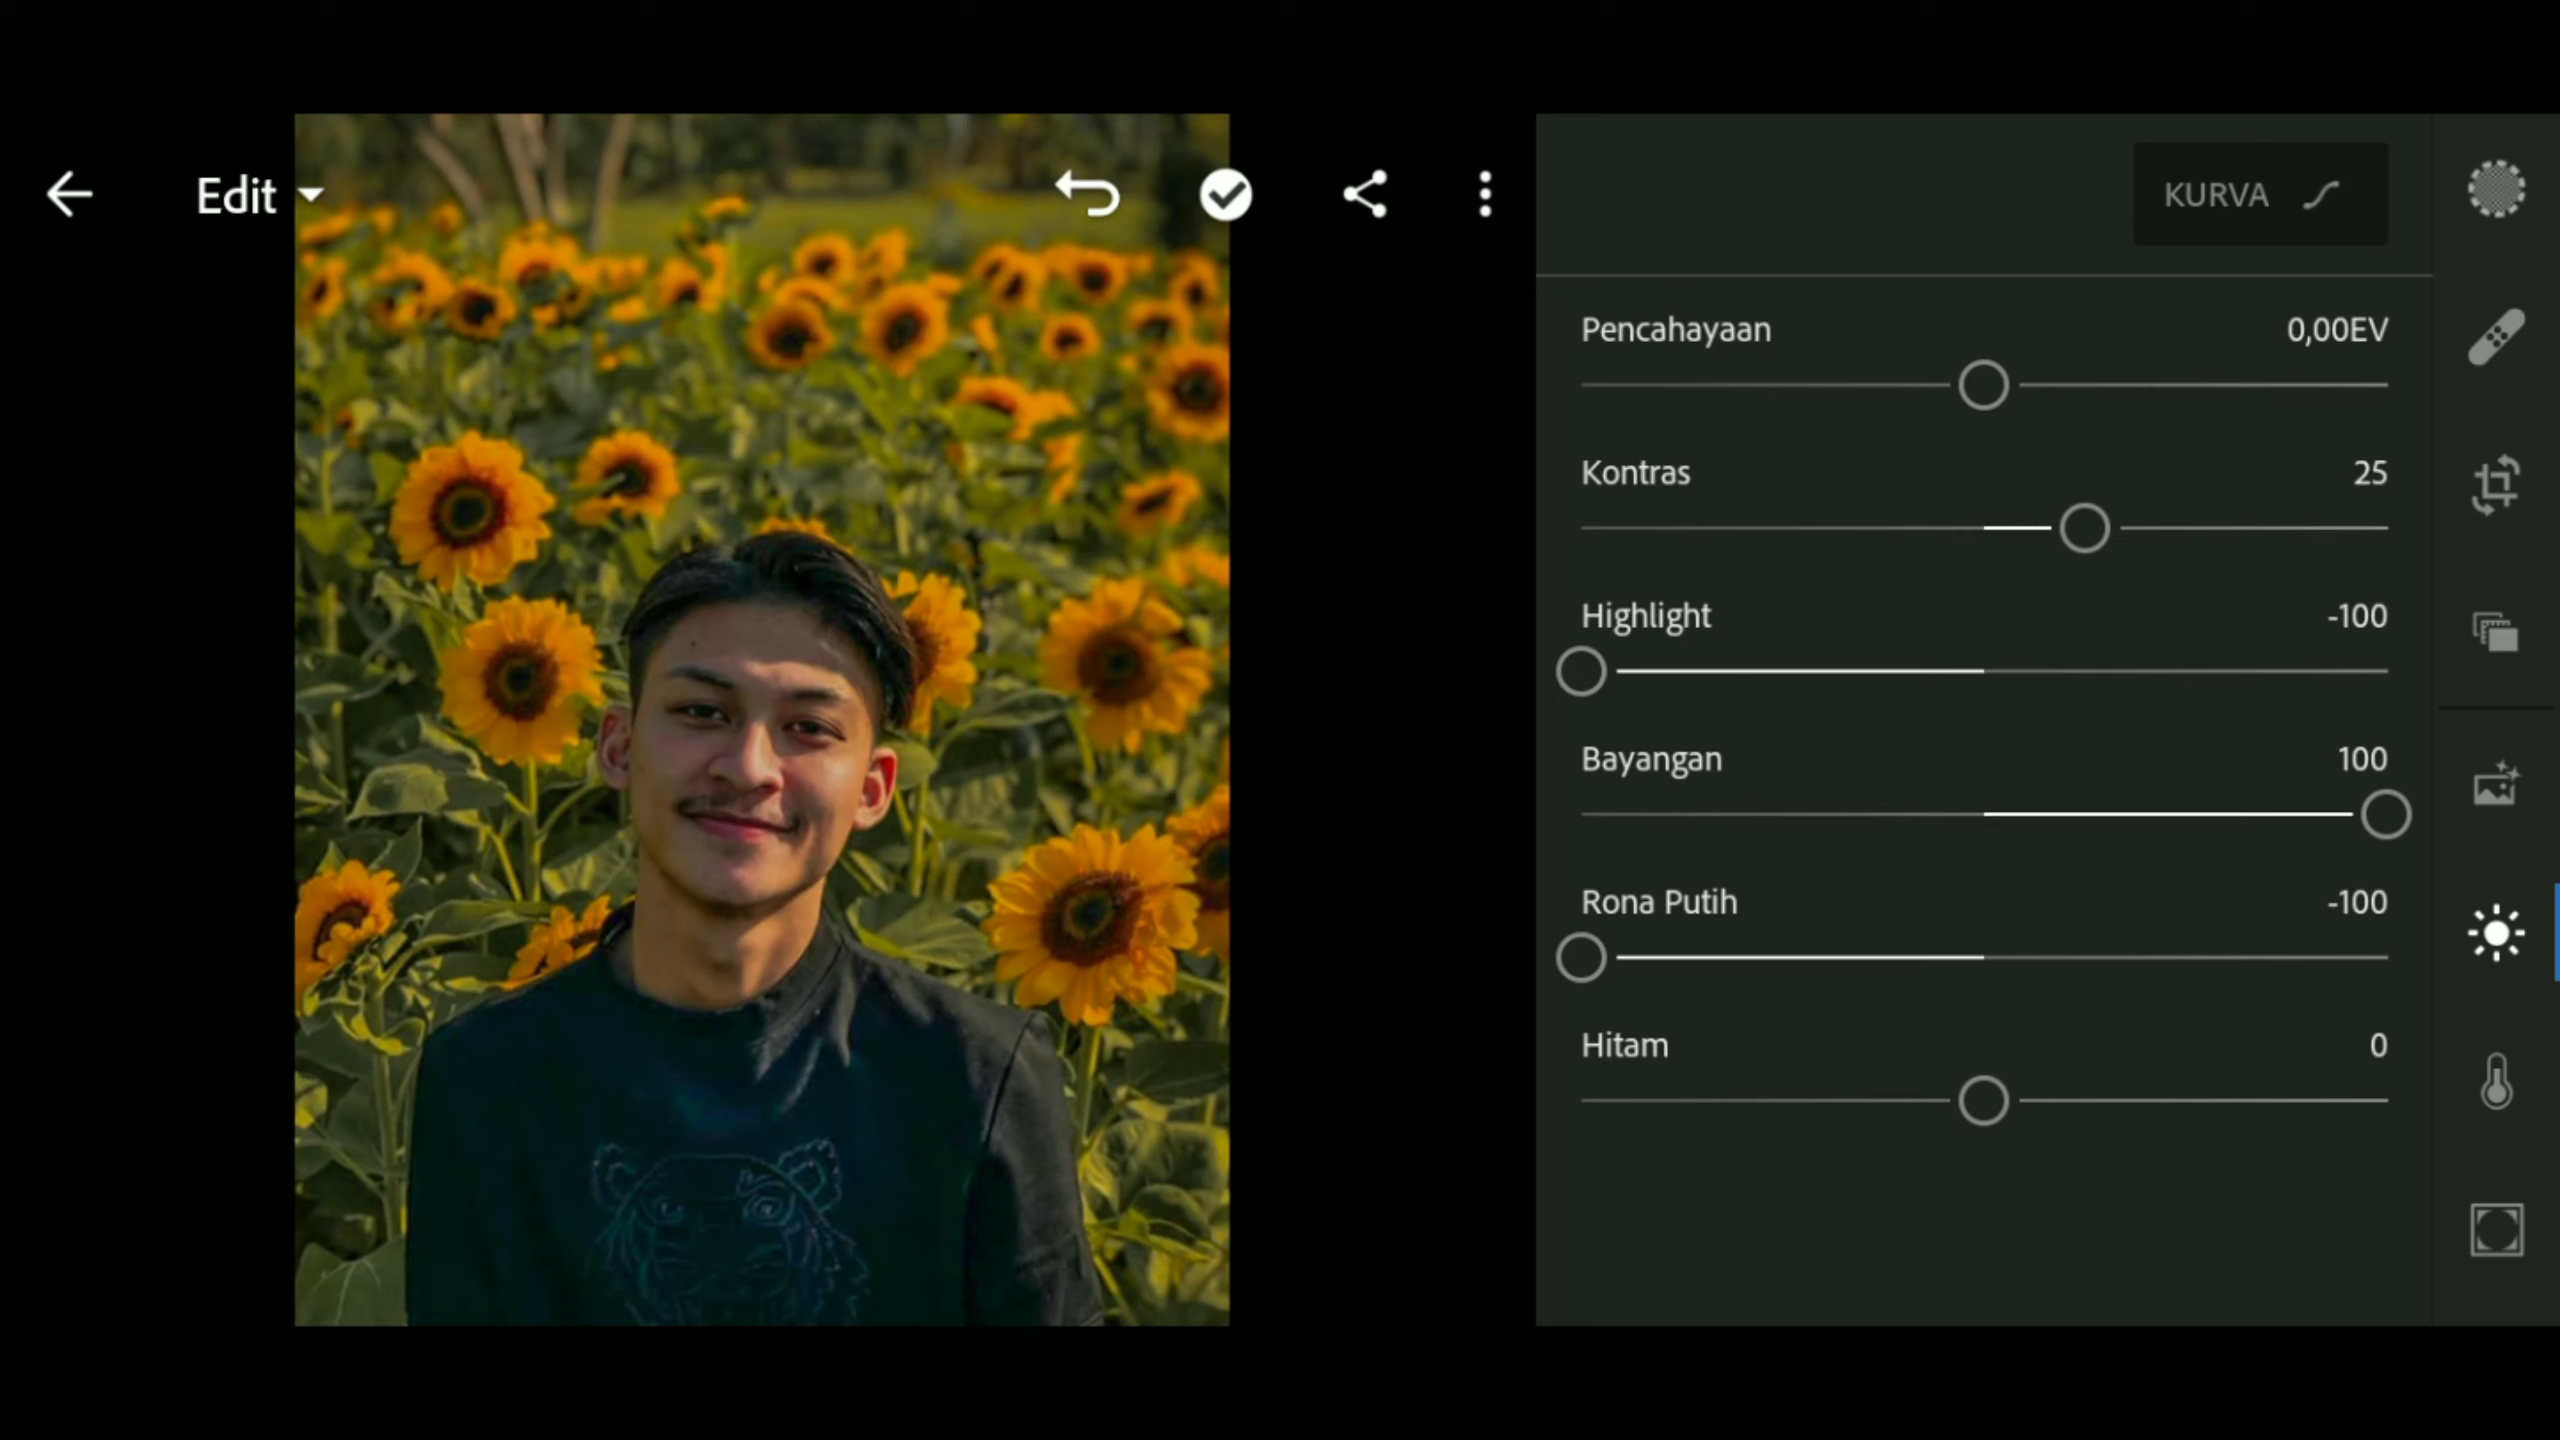 Edit
KURVA
Pencahayaan 0,00EV
Kontras 25
Highlight -100
Bayangan 100
Rona Putih -100
Hitam 0